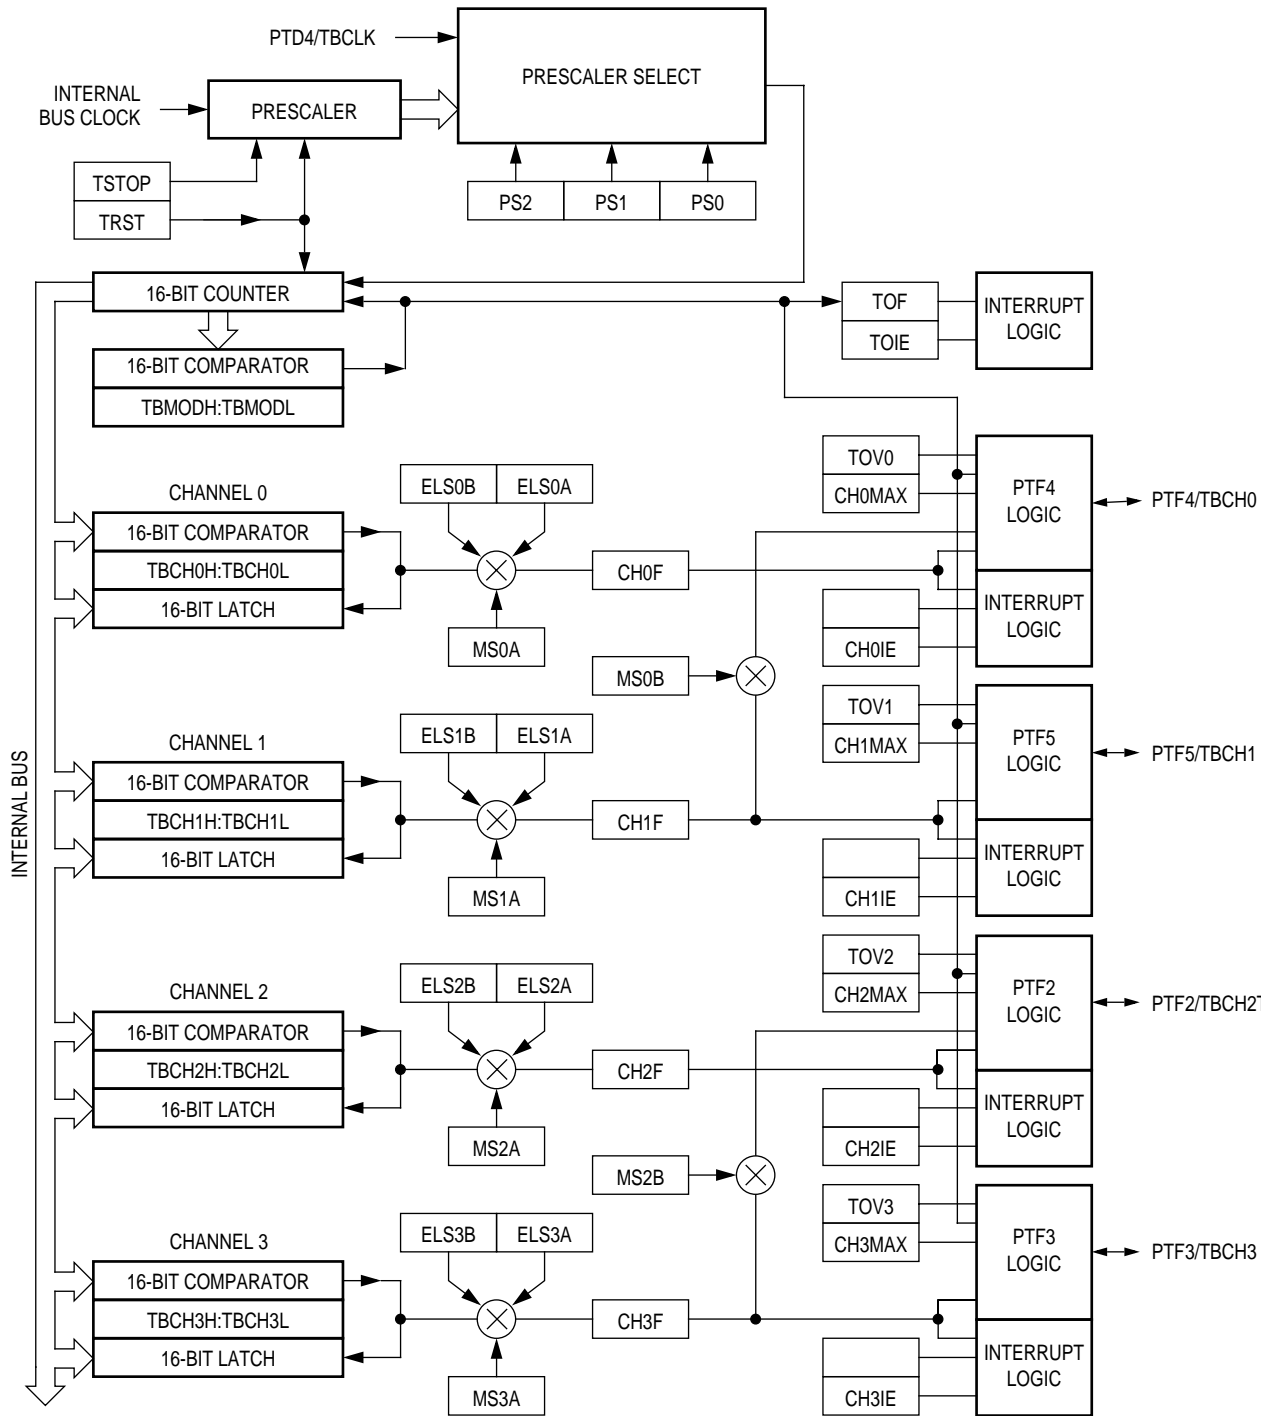 PTD4/TBCLK
PRESCALER SELECT
INTERNAL
BUS CLOCK
PRESCALER
TSTOP
TRST
PS2 PS1 PS0
16-BIT COUNTER
TOF
TOIE
INTERRUPT
LOGIC
16-BIT COMPARATOR
TBMODH:TBMODL
INTERNAL BUS
CHANNEL 0
16-BIT COMPARATOR
TBCH0H:TBCH0L
16-BIT LATCH
ELS0B ELS0A
MS0A
CH0F
TOV0
CH0MAX
PTF4
LOGIC
PTF4/TBCH0
INTERRUPT
LOGIC
CH0IE
MS0B
CHANNEL 1
16-BIT COMPARATOR
TBCH1H:TBCH1L
16-BIT LATCH
ELS1B ELS1A
MS1A
CH1F
TOV1
CH1MAX
PTF5
LOGIC
PTF5/TBCH1
INTERRUPT
LOGIC
CH1IE
CHANNEL 2
16-BIT COMPARATOR
TBCH2H:TBCH2L
16-BIT LATCH
ELS2B ELS2A
MS2A
CH2F
TOV2
CH2MAX
PTF2
LOGIC
PTF2/TBCH2T
INTERRUPT
LOGIC
CH2IE
MS2B
CHANNEL 3
16-BIT COMPARATOR
TBCH3H:TBCH3L
16-BIT LATCH
ELS3B ELS3A
MS3A
CH3F
TOV3
CH3MAX
PTF3
LOGIC
PTF3/TBCH3
INTERRUPT
LOGIC
CH3IE